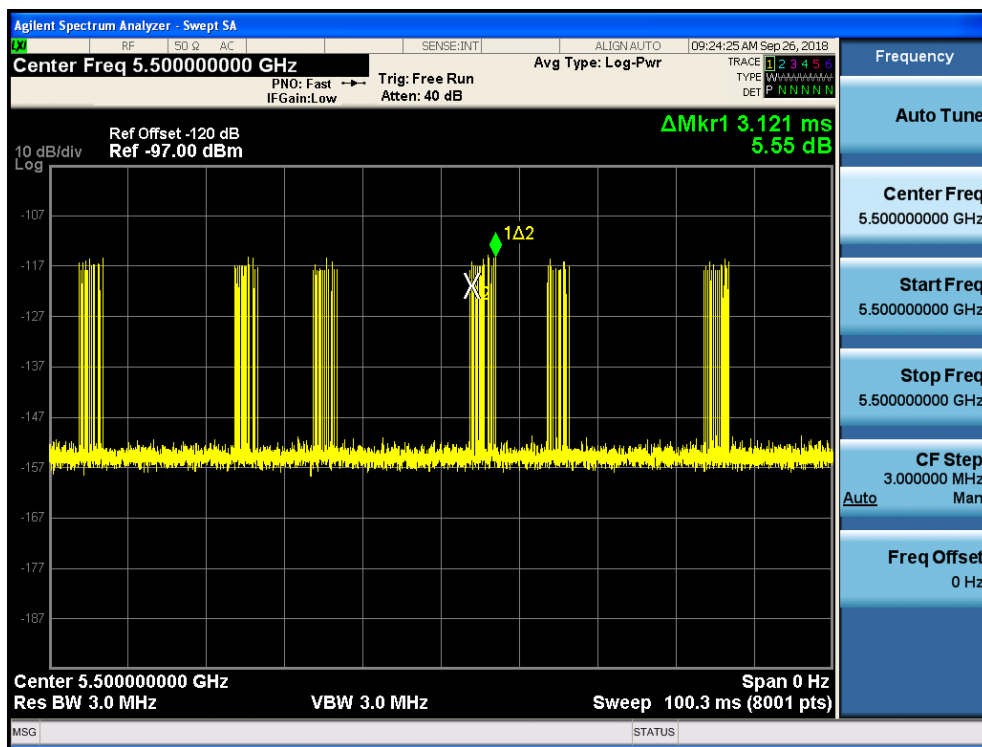 Agilent Spectrum Analyzer - Swept SA
LXI RF 50 Ω AC SENSE:INT ALIGN AUTO 09:24:25 AM Sep 26, 2018
Center Freq 5.500000000 GHz
PNO: Fast
IFGain:Low
Trig: Free Run
Atten: 40 dB
Avg Type: Log-Pwr
TRACE 1 2 3 4 5 6
TYPE
DET P N N N N N
Ref Offset -120 dB
10 dB/div Ref -97.00 dBm
Log
ΔMkr1 3.121 ms
5.55 dB
-107
-117
-127
-137
-147
-157
-167
-177
-187
1Δ2
Center 5.500000000 GHz
Span 0 Hz
Res BW 3.0 MHz
VBW 3.0 MHz
Sweep 100.3 ms (8001 pts)
MSG
STATUS
Frequency
Auto Tune
Center Freq
5.500000000 GHz
Start Freq
5.500000000 GHz
Stop Freq
5.500000000 GHz
CF Step
3.000000 MHz
Auto Man
Freq Offset
0 Hz